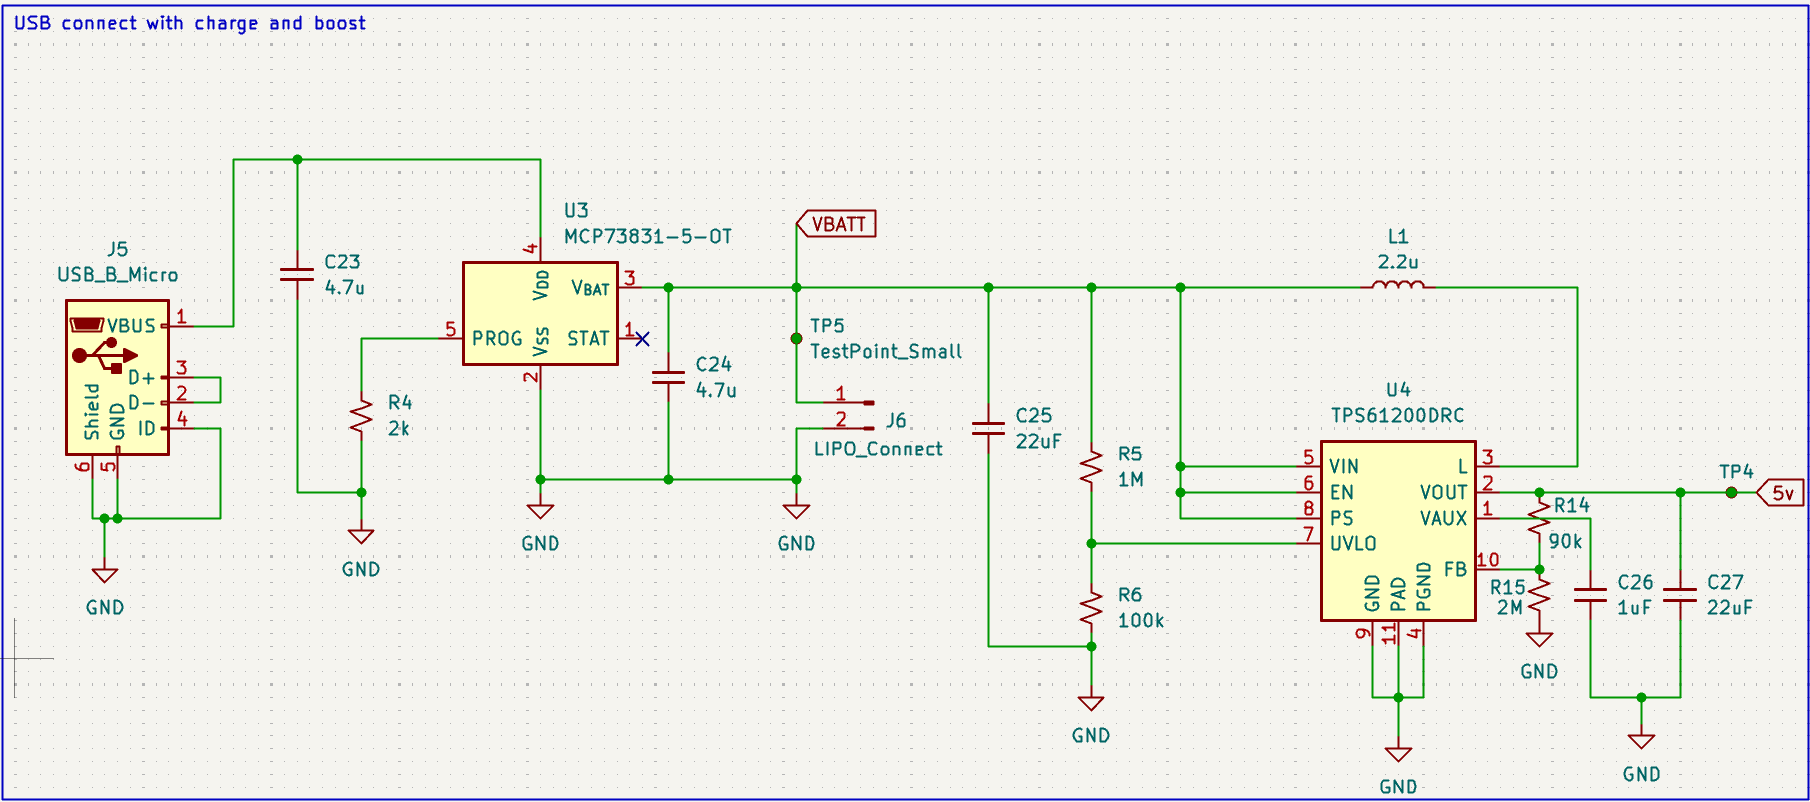 USB connect with charge and boost
J5
USB_B_Micro
VBUS
1
D+
3
D-
2
ID
4
Shield
GND
6
5
GND
C23
4.7u
R4
2k
GND
U3
MCP73831-5-OT
4
VDD
VBAT
3
5
PROG
STAT
1
VSS
2
GND
C24
4.7u
VBATT
TP5
TestPoint_Small
1
2
J6
LIPO_Connect
GND
C25
22uF
R5
1M
R6
100k
GND
L1
2.2u
U4
TPS61200DRC
5
VIN
L
3
6
EN
VOUT
2
8
PS
VAUX
1
7
UVLO
FB
10
GND
PAD
PGND
9
11
4
GND
R14
90k
R15
2M
GND
C26
1uF
C27
22uF
GND
TP4
5v